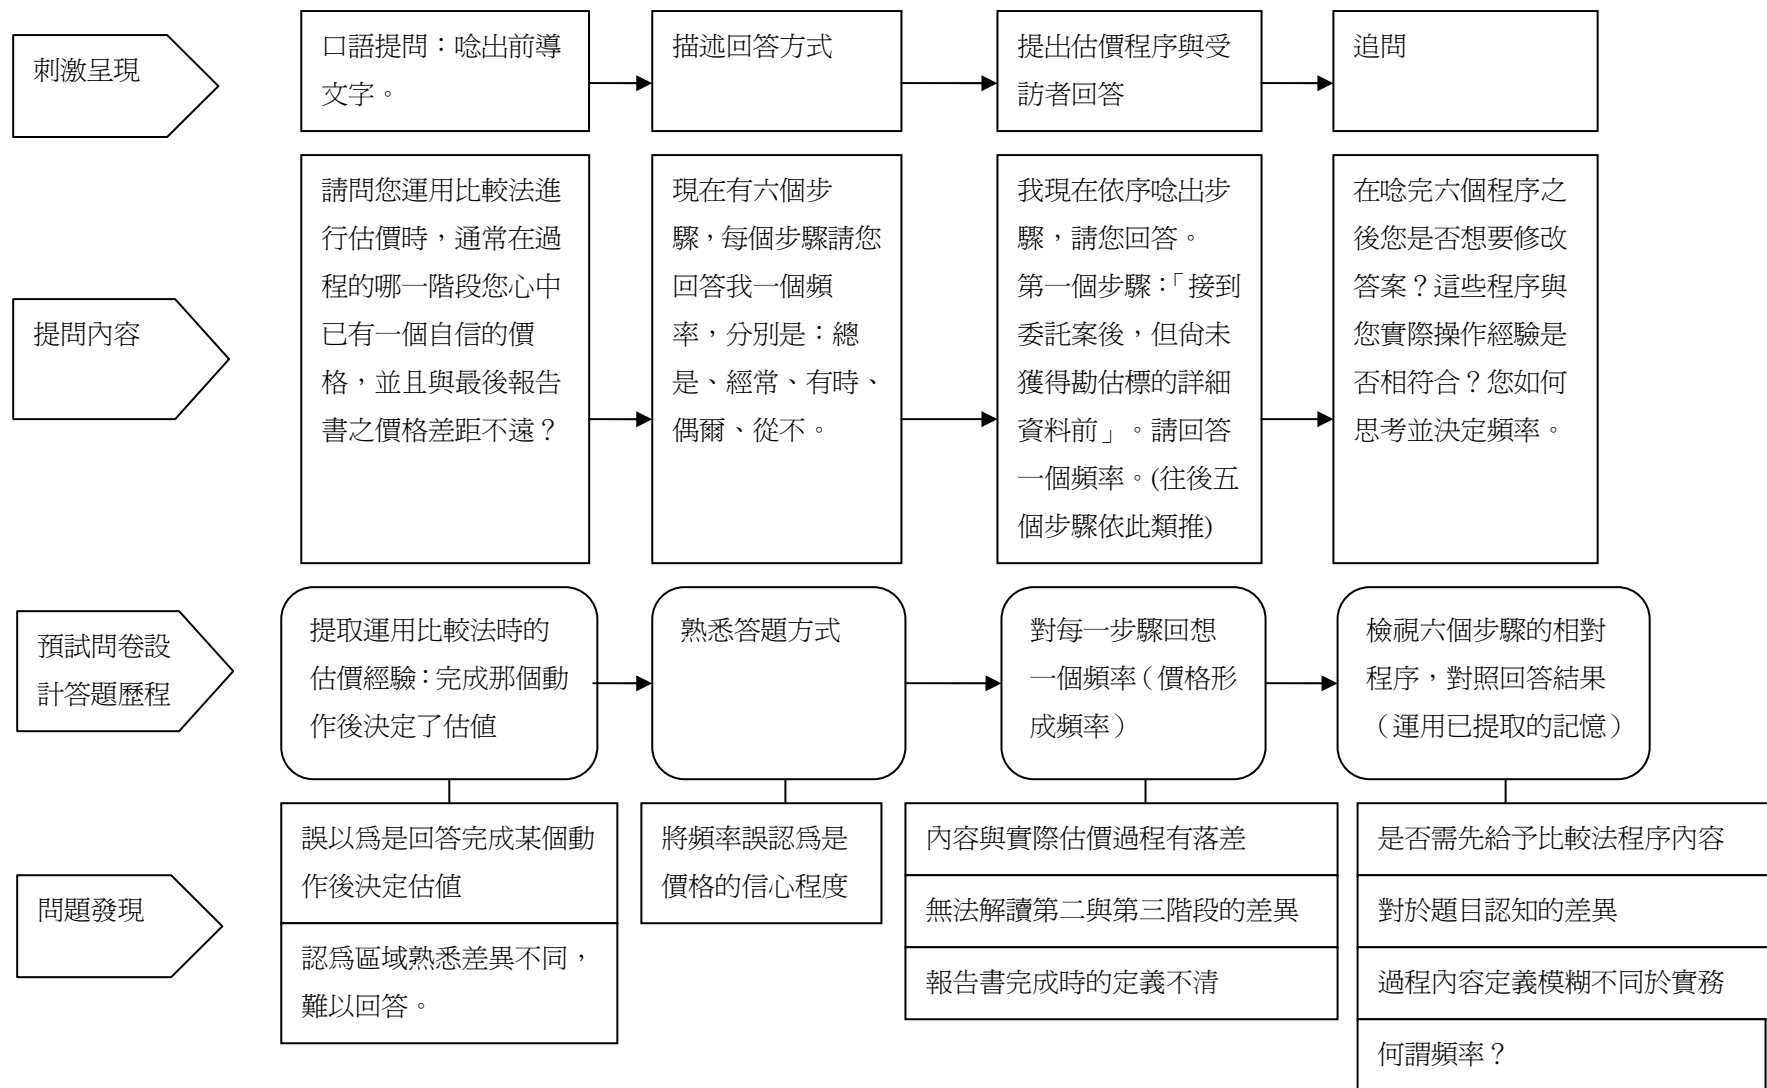 刺激呈現
口語提問：唸出前導
文字。
描述回答方式
提出估價程序與受
訪者回答
追問
提問內容
請問您運用比較法進
行估價時，通常在過
程的哪一階段您心中
已有一個自信的價
格，並且與最後報告
書之價格差距不遠？
現在有六個步
驟，每個步驟請您
回答我一個頻
率，分別是：總
是、經常、有時、
偶爾、從不。
我現在依序唸出步
驟，請您回答。
第一個步驟：「接到
委託案後，但尚未
獲得勘估標的詳細
資料前」。請回答
一個頻率。(往後五
個步驟依此類推)
在唸完六個程序之
後您是否想要修改
答案？這些程序與
您實際操作經驗是
否相符合？您如何
思考並決定頻率。
預試問卷設
計答題歷程
提取運用比較法時的
估價經驗：完成那個動
作後決定了估值
熟悉答題方式
對每一步驟回想
一個頻率（價格形
成頻率）
檢視六個步驟的相對
程序，對照回答結果
（運用已提取的記憶）
問題發現
誤以為是回答完成某個動
作後決定估值
認為區域熟悉差異不同，
難以回答。
將頻率誤認為是
價格的信心程度
內容與實際估價過程有落差
無法解讀第二與第三階段的差異
報告書完成時的定義不清
是否需先給予比較法程序內容
對於題目認知的差異
過程內容定義模糊不同於實務
何謂頻率？